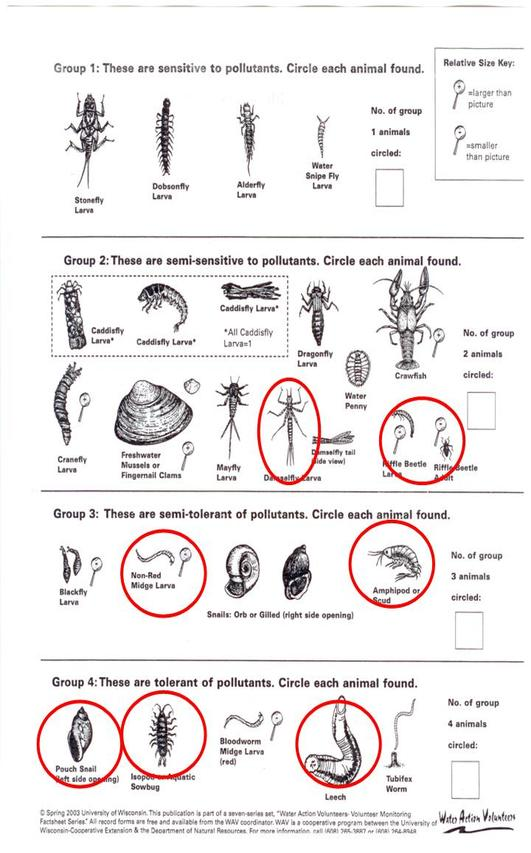 Group 1: These are sensitive to pollutants. Circle each animal found.
Relative Size Key:
=larger than
picture
=smaller
than picture
Stonefly
Larva
Dobsonfly
Larva
Alderfly
Larva
Water
Snipe Fly
Larva
No. of group
1 animals
circled:
Group 2: These are semi-sensitive to pollutants. Circle each animal found.
Caddisfly
Larva*
Caddisfly Larva*
Caddisfly Larva*
*All Caddisfly
Larva=1
Dragonfly
Larva
Water
Penny
Crawfish
No. of group
2 animals
circled:
Cranefly
Larva
Freshwater
Mussels or
Fingernail Clams
Mayfly
Larva
Damselfly Larva
Damselfly tail
(side view)
Riffle Beetle
Larva
Riffle Beetle
Adult
Group 3: These are semi-tolerant of pollutants. Circle each animal found.
Blackfly
Larva
Non-Red
Midge Larva
Snails: Orb or Gilled (right side opening)
Amphipod or
Scud
No. of group
3 animals
circled:
Group 4: These are tolerant of pollutants. Circle each animal found.
Pouch Snail
(left side opening)
Isopod or Aquatic
Sowbug
Bloodworm
Midge Larva
(red)
Leech
Tubifex
Worm
No. of group
4 animals
circled:
© Spring 2003 University of Wisconsin. This publication is part of a seven-series set, "Water Action Volunteers- Volunteer Monitoring
Factsheet Series." All record forms are free and available from the WAV coordinator. WAV is a cooperative program between the University of
Wisconsin-Cooperative Extension & the Department of Natural Resources. For more information, call (608) 265-3887 or (608) 264-8948.
Water Action Volunteers